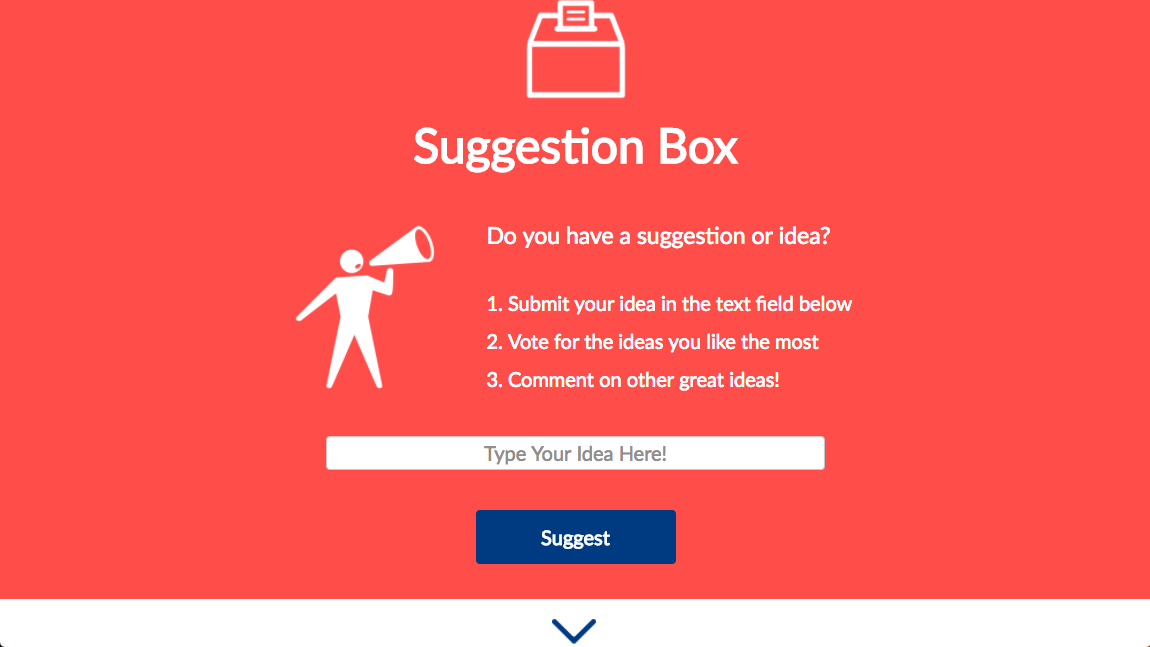 Suggestion Box
Do you have a suggestion or idea?
1. Submit your idea in the text field below
2. Vote for the ideas you like the most
3. Comment on other great ideas!
Type Your Idea Here!
Suggest